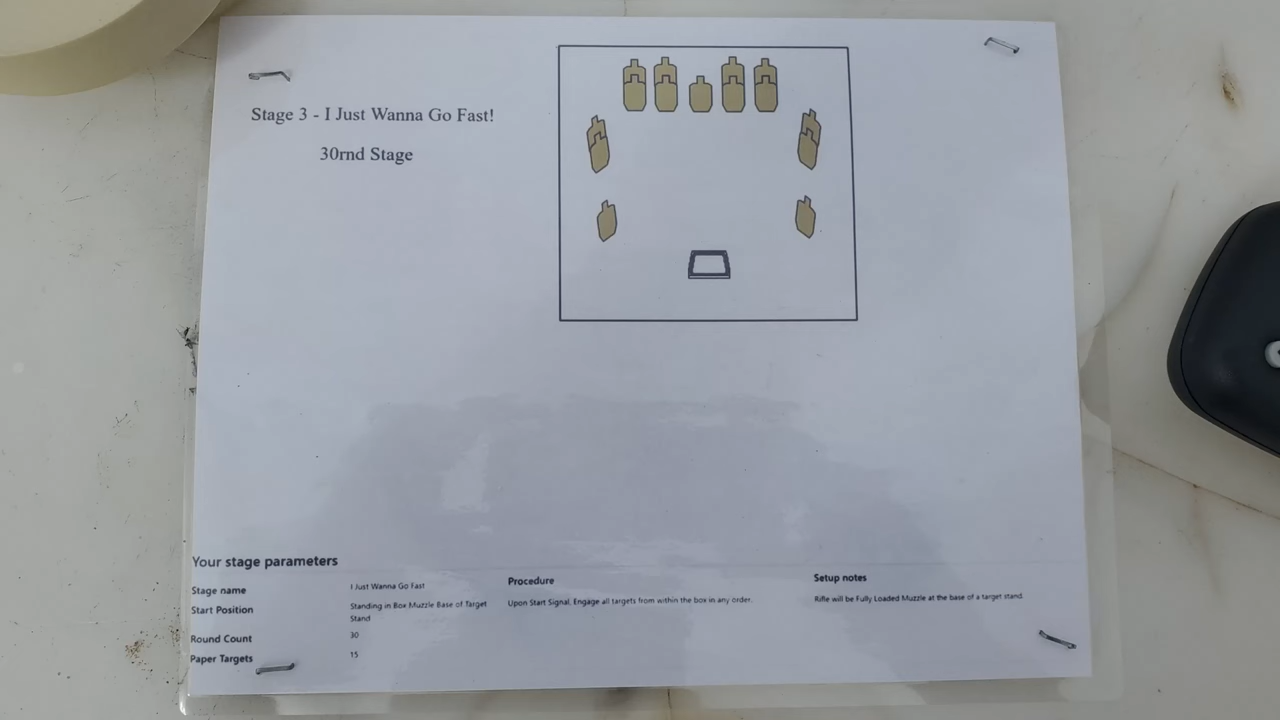 Stage 3 - I Just Wanna Go Fast!
30rnd Stage
Your stage parameters
Stage name
I Just Wanna Go Fast
Start Position
Standing in Box Muzzle Base of Target
Stand
Round Count
30
Paper Targets
15
Procedure
Upon Start Signal, Engage all targets from within the box in any order.
Setup notes
Rifle will be Fully Loaded Muzzle at the base of a target stand.